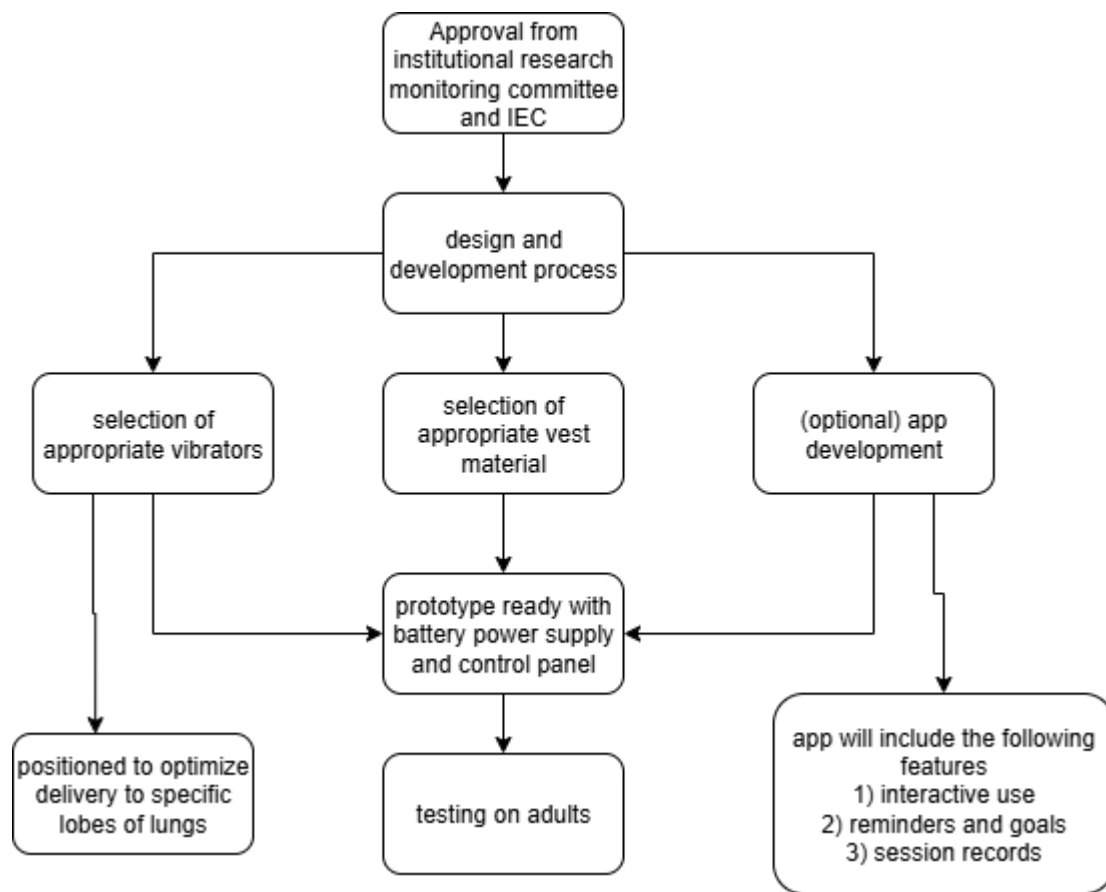 Approval from
institutional research
monitoring committee
and IEC
design and
development process
selection of
appropriate vibrators
selection of
appropriate vest
material
(optional) app
development
prototype ready with
battery power supply
and control panel
positioned to optimize
delivery to specific
lobes of lungs
testing on adults
app will include the following
features
1) interactive use
2) reminders and goals
3) session records